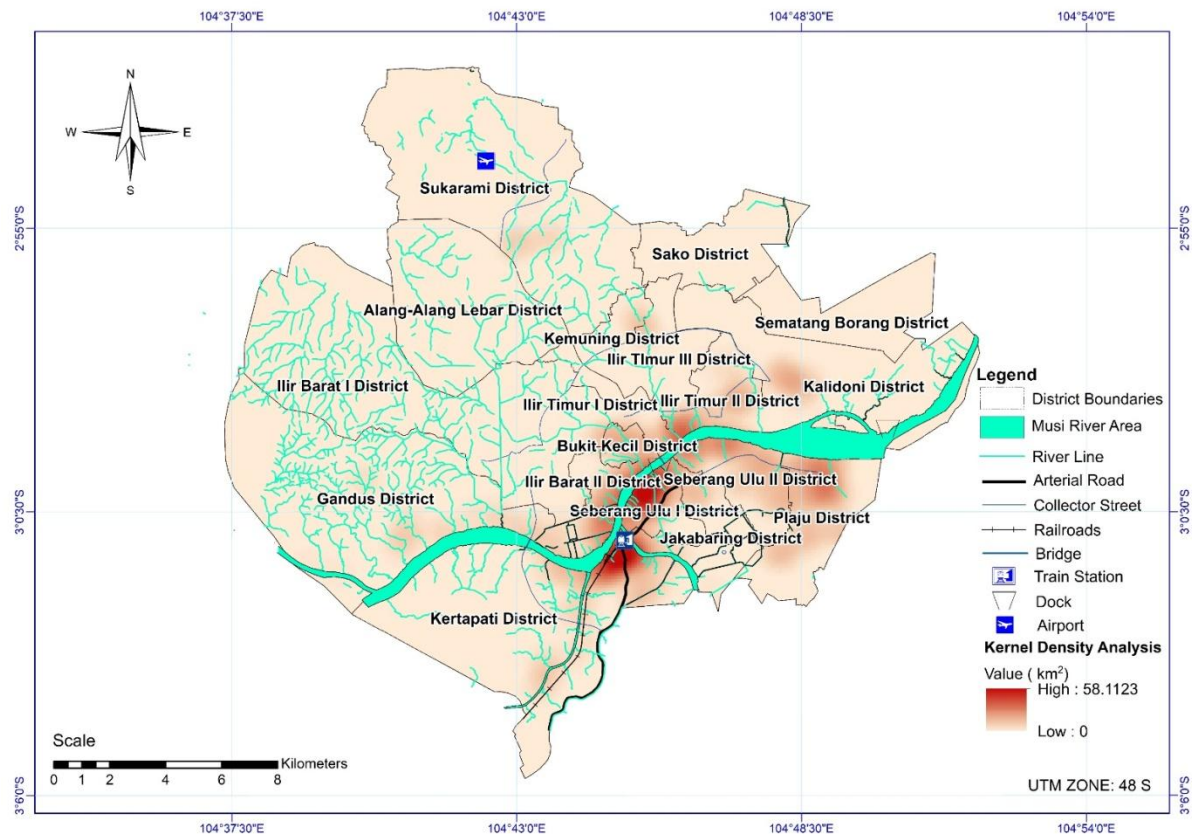 104°37'30"E 104°43'0"E 104°48'30"E 104°54'0"E
N
W E
S
Sukarami District
2°55'0"S 2°55'0"S
Sako District
Alang-Alang Lebar District
Sematang Borang District
Kemuning District
Ilir TImur III District
Legend
Ilir Barat I District
Kalidoni District
District Boundaries
Ilir Timur I District
Ilir Timur II District
Musi River Area
Bukit-Kecil District
River Line
Ilir Barat II District
Seberang Ulu II District
Arterial Road
Gandus District
Collector Street
3°0'30"S 3°0'30"S
Seberang Ulu I District
Plaju District
Railroads
Jakabaring District
Bridge
Train Station
Dock
Kertapati District
Airport
Kernel Density Analysis
Value ( km²)
High : 58.1123
Low : 0
Scale
Kilometers
0 1 2 4 6 8
UTM ZONE: 48 S
3°6'0"S 3°6'0"S
104°37'30"E 104°43'0"E 104°48'30"E 104°54'0"E